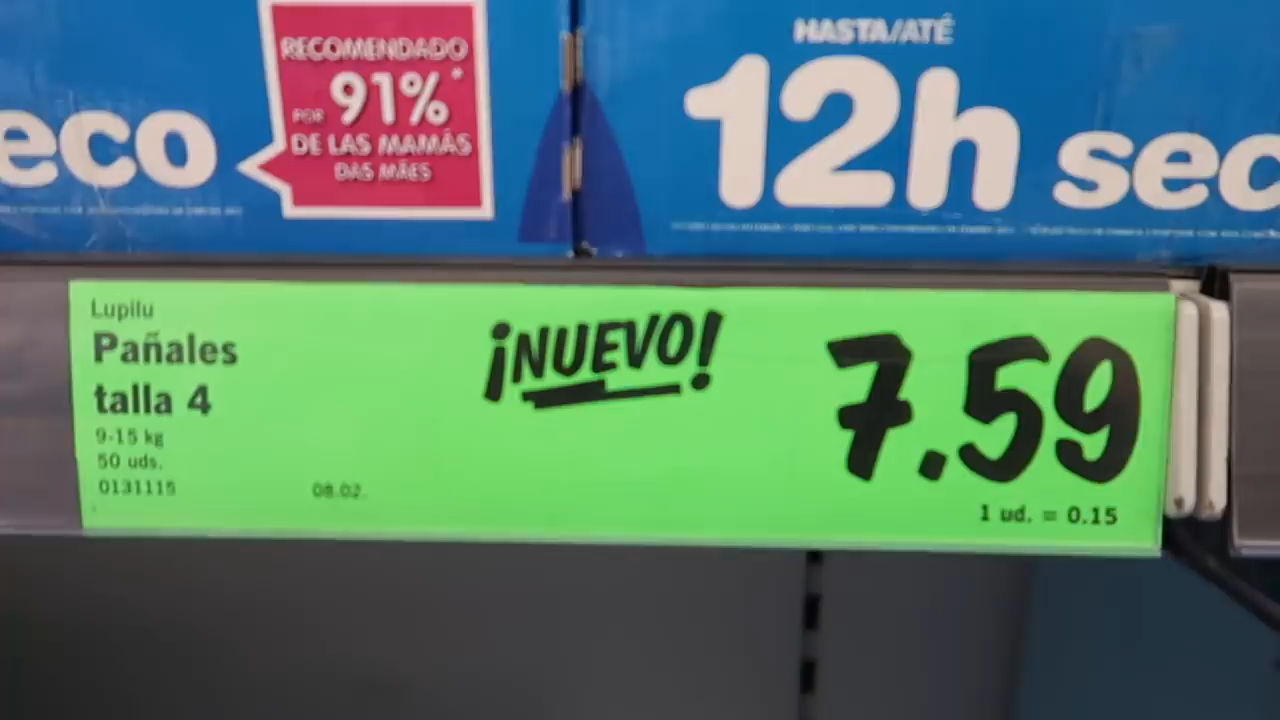 eco
RECOMENDADO
POR 91%*
DE LAS MAMÁS
DAS MÃES
HASTA/ATÉ
12h sec
Lupilu
Pañales
talla 4
9-15 kg
50 uds.
0131115
08.02.
¡NUEVO!
7.59
1 ud. = 0.15